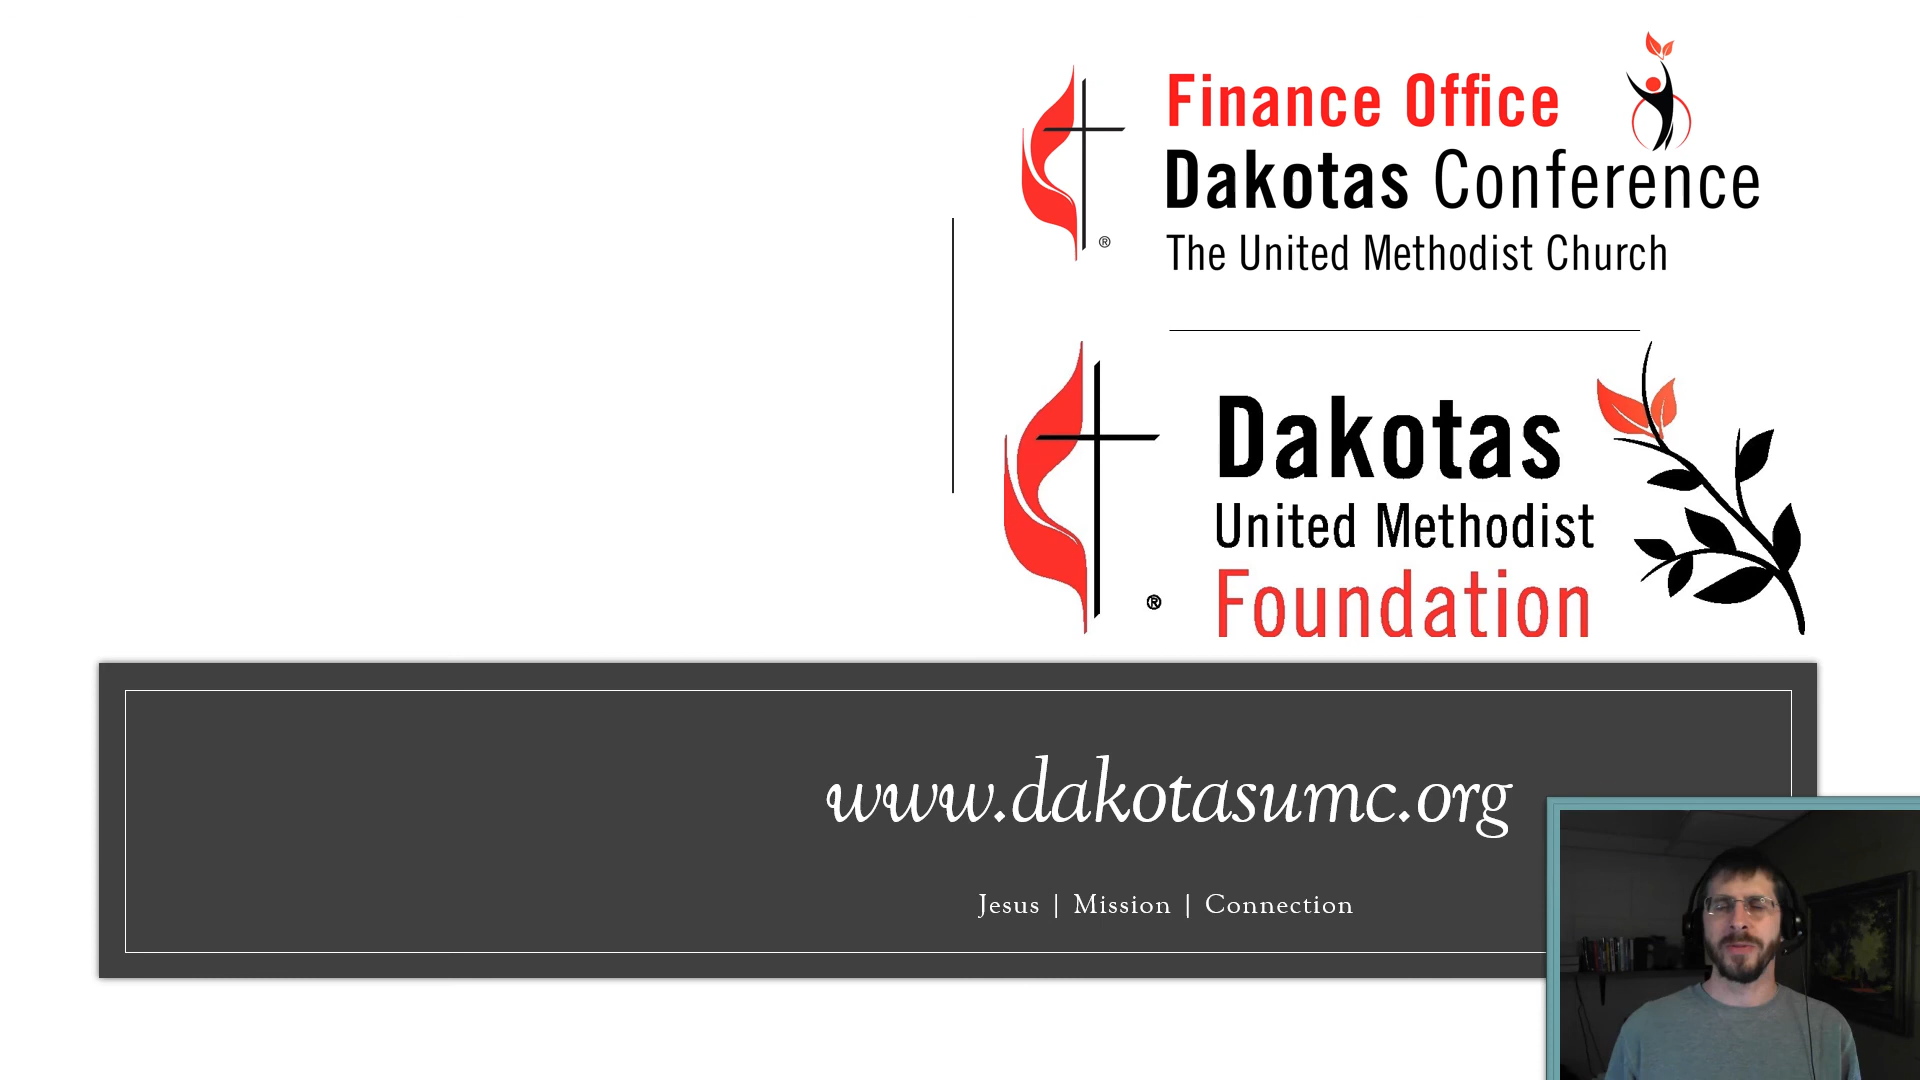 Finance Office
Dakotas Conference
The United Methodist Church
®
Dakotas
United Methodist
Foundation
®
www.dakotasumc.org
Jesus | Mission | Connection